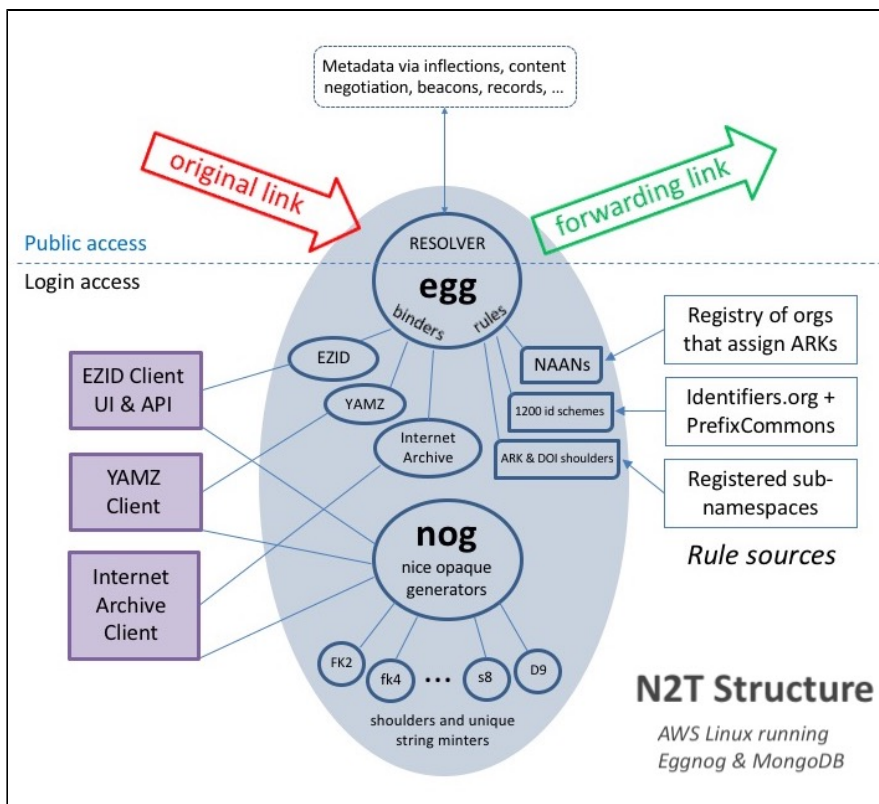 Metadata via inflections, content
negotiation, beacons, records, ...
original link
forwarding link
Public access
Login access
RESOLVER
egg
binders
rules
EZID
YAMZ
Internet
Archive
NAANs
1200 id schemes
ARK & DOI shoulders
EZID Client
UI & API
YAMZ
Client
Internet
Archive
Client
Registry of orgs
that assign ARKs
Identifiers.org +
PrefixCommons
Registered sub-
namespaces
Rule sources
nog
nice opaque
generators
FK2
fk4
...
s8
D9
shoulders and unique
string minters
N2T Structure
AWS Linux running
Eggnog & MongoDB